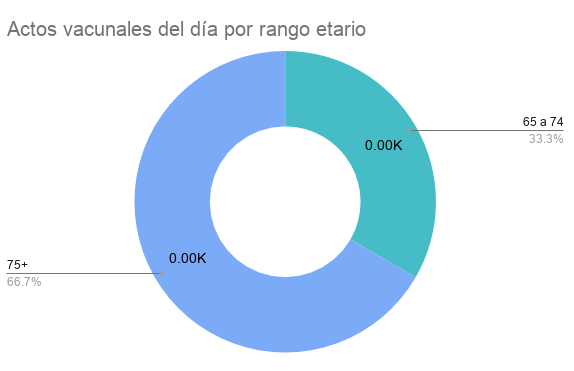 Actos vacunales del día por rango etario
65 a 74
33.3%
0.00K
0.00K
75+
66.7%